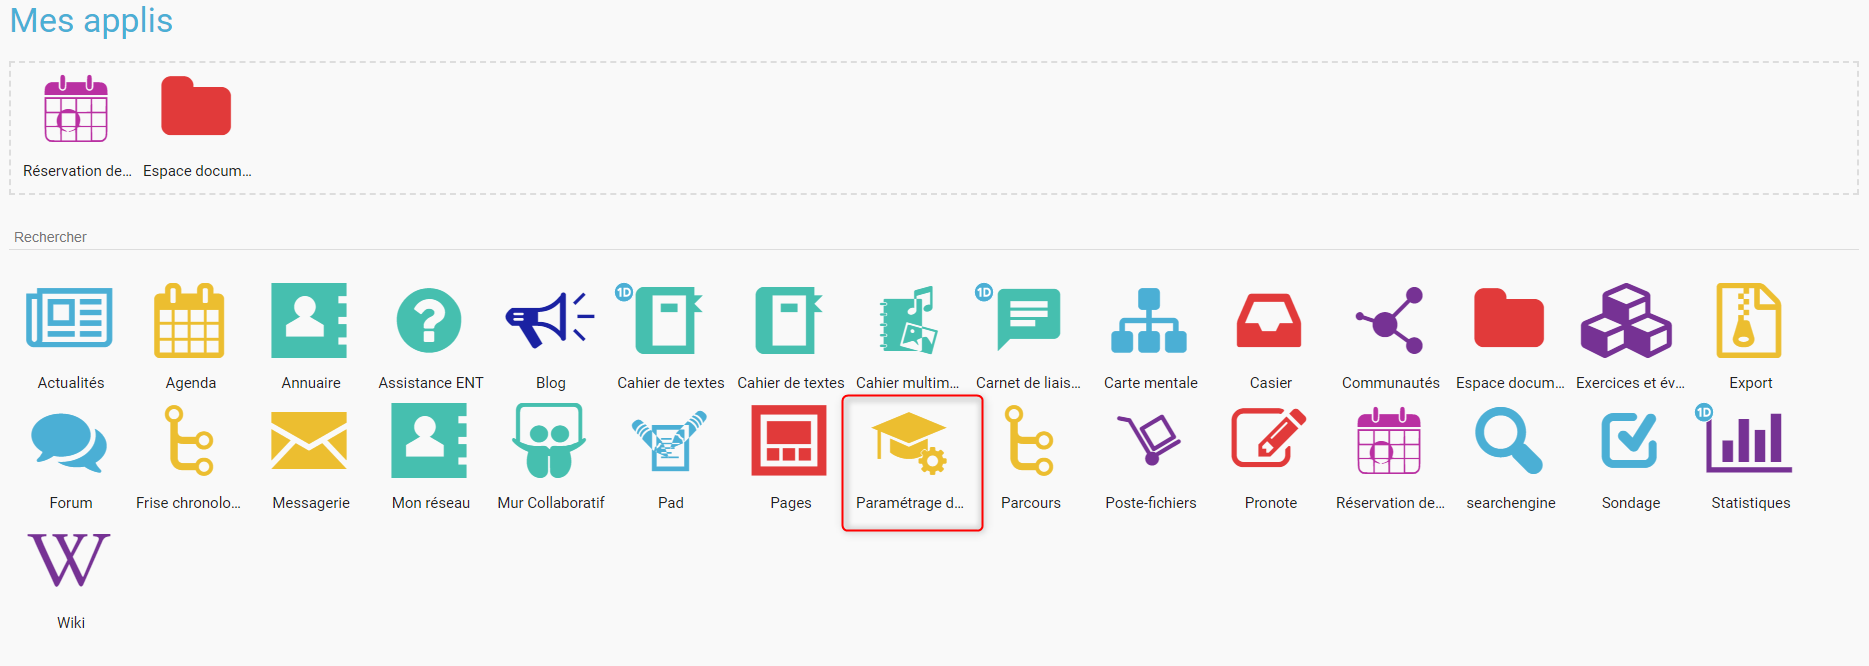 Mes applis
Réservation de...
Espace docum...
Rechercher
1D
1D
Actualités
Agenda
Annuaire
Assistance ENT
Blog
Cahier de textes
Cahier de textes
Cahier multim...
Carnet de liais...
Carte mentale
Casier
Communautés
Espace docum...
Exercices et év...
Export
1D
Forum
Frise chronolo...
Messagerie
Mon réseau
Mur Collaboratif
Pad
Pages
Paramétrage d...
Parcours
Poste-fichiers
Pronote
Réservation de...
searchengine
Sondage
Statistiques
W
Wiki